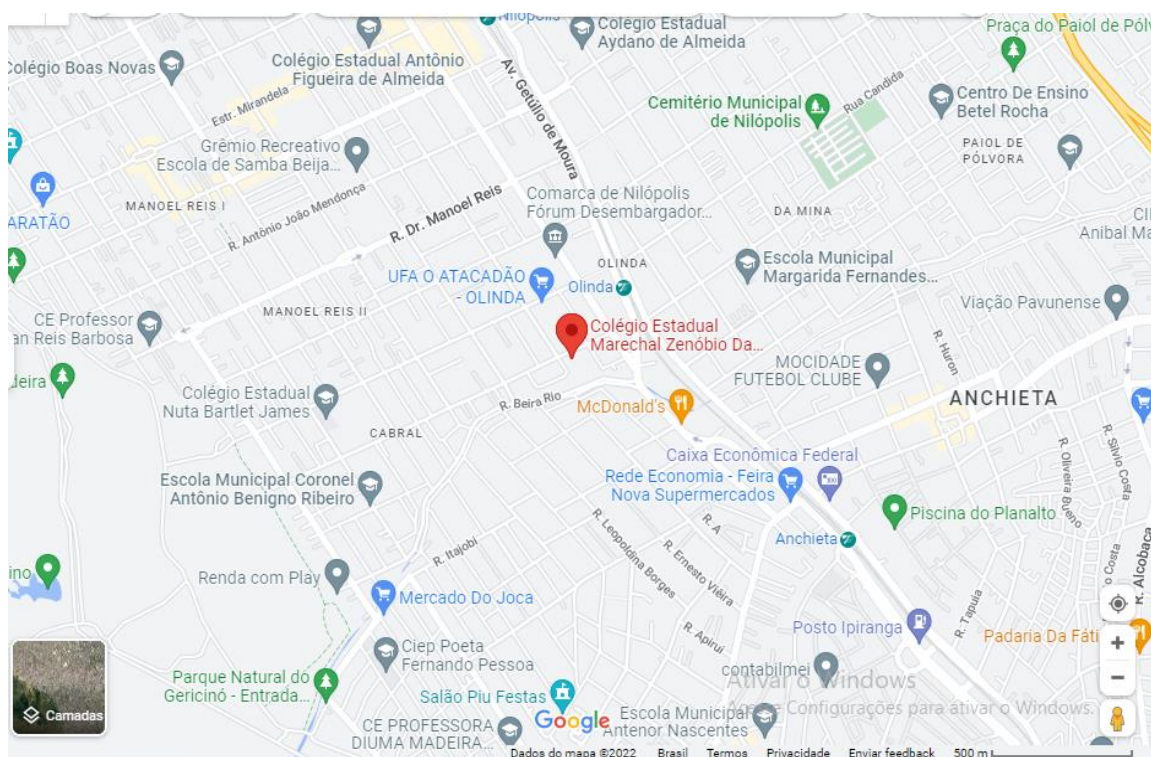 Nilópolis
Colégio Estadual
Aydano de Almeida
Praça do Paiol de Pólv
Colégio Boas Novas
Colégio Estadual Antônio
Figueira de Almeida
Av. Getúlio de Moura
Estr. Mirandela
Cemitério Municipal
de Nilópolis
Rua Candida
Centro De Ensino
Betel Rocha
Grêmio Recreativo
Escola de Samba Beija...
PAIOL DE
PÓLVORA
MANOEL REIS I
R. Antônio João Mendonça
R. Dr. Manoel Reis
Comarca de Nilópolis
Fórum Desembargador...
DA MINA
ARATÃO
CII
Anibal Ma
OLINDA
Escola Municipal
Margarida Fernandes...
UFA O ATACADÃO
- OLINDA
Olinda
Viação Pavunense
MANOEL REIS II
CE Professor
an Reis Barbosa
Colégio Estadual
Marechal Zenóbio Da...
R. Huron
MOCIDADE
FUTEBOL CLUBE
deira
Colégio Estadual
Nuta Bartlet James
R. Beira Rio
McDonald's
ANCHIETA
CABRAL
Caixa Econômica Federal
R. Silvio Costa
R. Oliveira Bueno
Escola Municipal Coronel
Antônio Benigno Ribeiro
Rede Economia - Feira
Nova Supermercados
Piscina do Planalto
R. A
R. Leopoldina Borges
R. Ernesto Viêira
Anchieta
R. Itajobi
o Costa
R. Alcobaça
ino
Renda com Play
Mercado Do Joca
R. Tapuia
R. Apirui
Posto Ipiranga
Padaria Da Fáti
Ciep Poeta
Fernando Pessoa
contabilmei
Parque Natural do
Gericinó - Entrada...
Salão Piu Festas
Ativar o Windows
Configurações para ativar o Windows.
Camadas
CE PROFESSORA
DIUMA MADEIRA...
Google
Escola Municipal
Antenor Nascentes
Dados do mapa ©2022 Brasil Termos Privacidade Enviar feedback 500 m